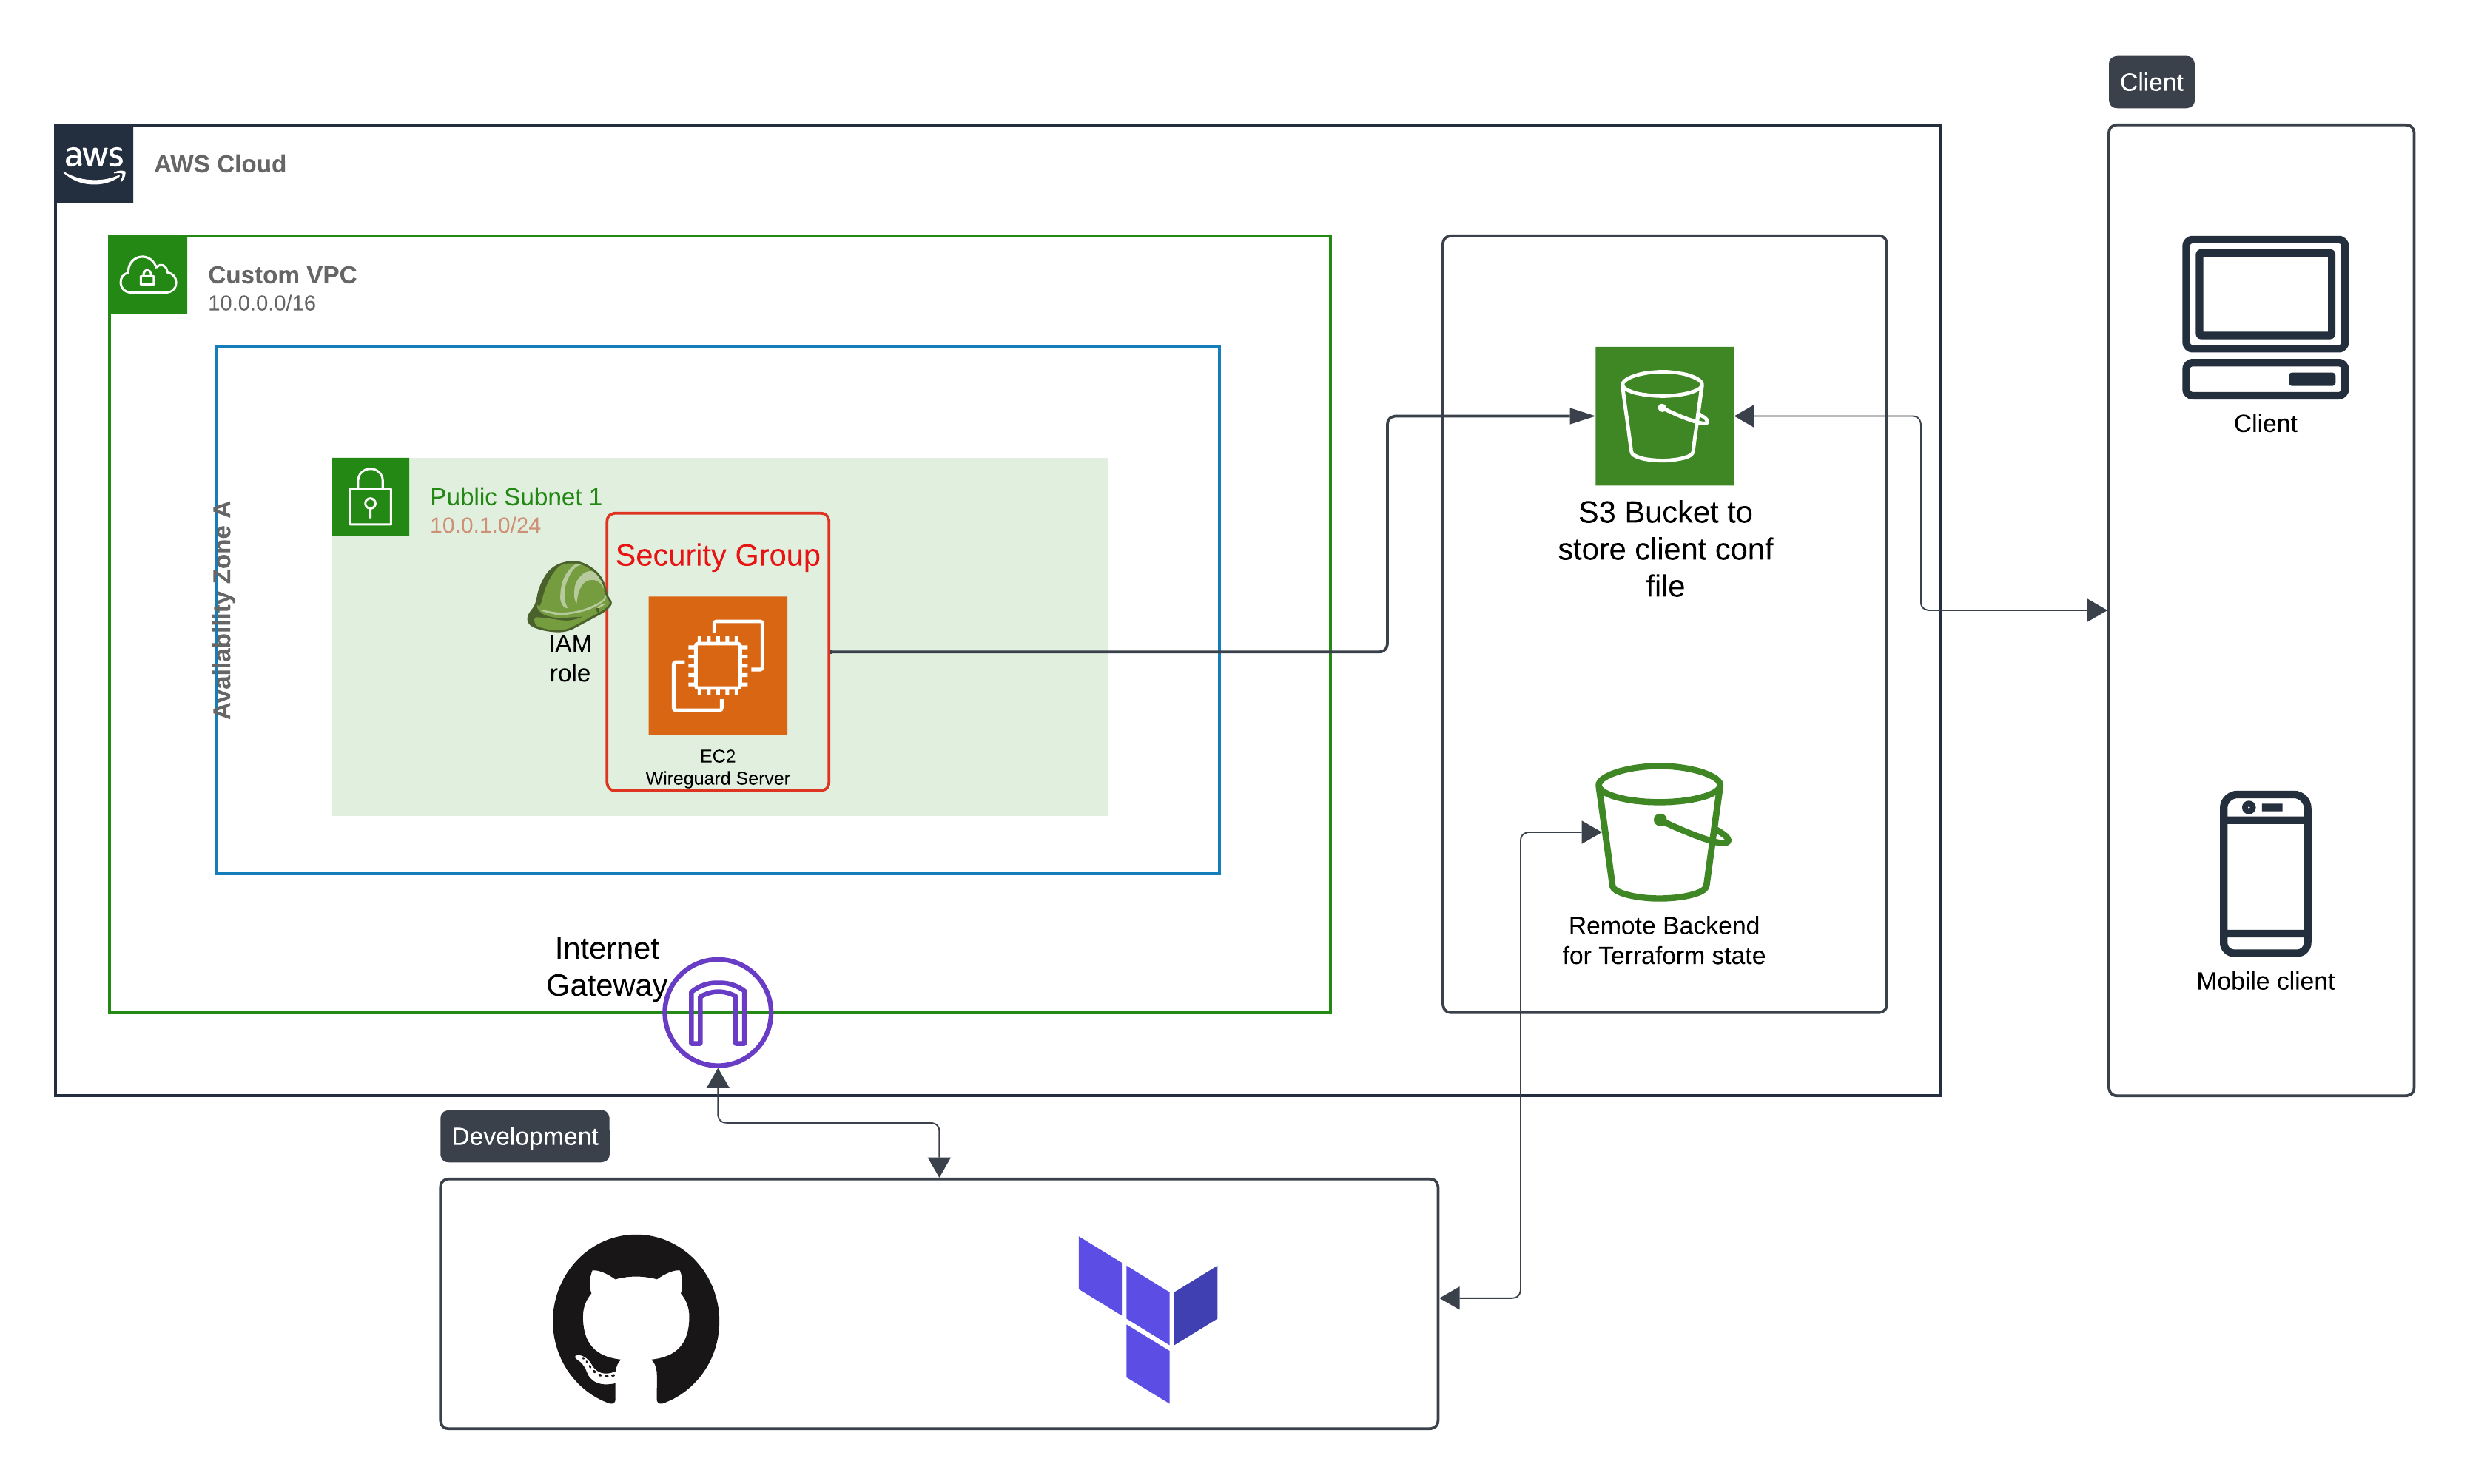 Client
aws
AWS Cloud
Custom VPC
10.0.0.0/16
Availability Zone A
Public Subnet 1
10.0.1.0/24
Security Group
IAM
role
EC2
Wireguard Server
Internet
Gateway
S3 Bucket to
store client conf
file
Remote Backend
for Terraform state
Client
Mobile client
Development